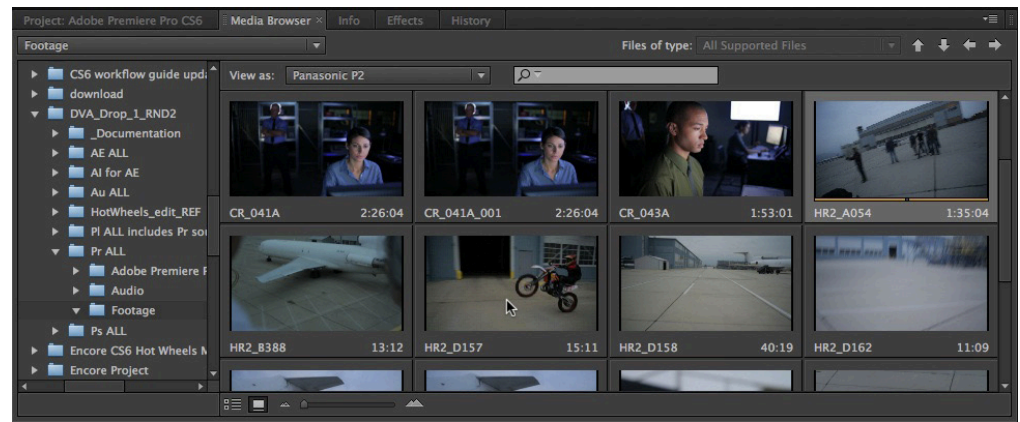 Project: Adobe Premiere Pro CS6 Media Browser × Info Effects History
Footage Files of type: All Supported Files
View as: Panasonic P2
CS6 workflow guide upda
download
DVA_Drop_1_RND2
_Documentation
AE ALL
AI for AE
Au ALL
HotWheels_edit_REF
Pl ALL includes Pr sou
Pr ALL
Adobe Premiere P
Audio
Footage
Ps ALL
Encore CS6 Hot Wheels M
Encore Project
CR_041A 2:26:04 CR_041A_001 2:26:04 CR_043A 1:53:01 HR2_A054 1:35:04
HR2_B388 13:12 HR2_D157 15:11 HR2_D158 40:19 HR2_D162 11:09